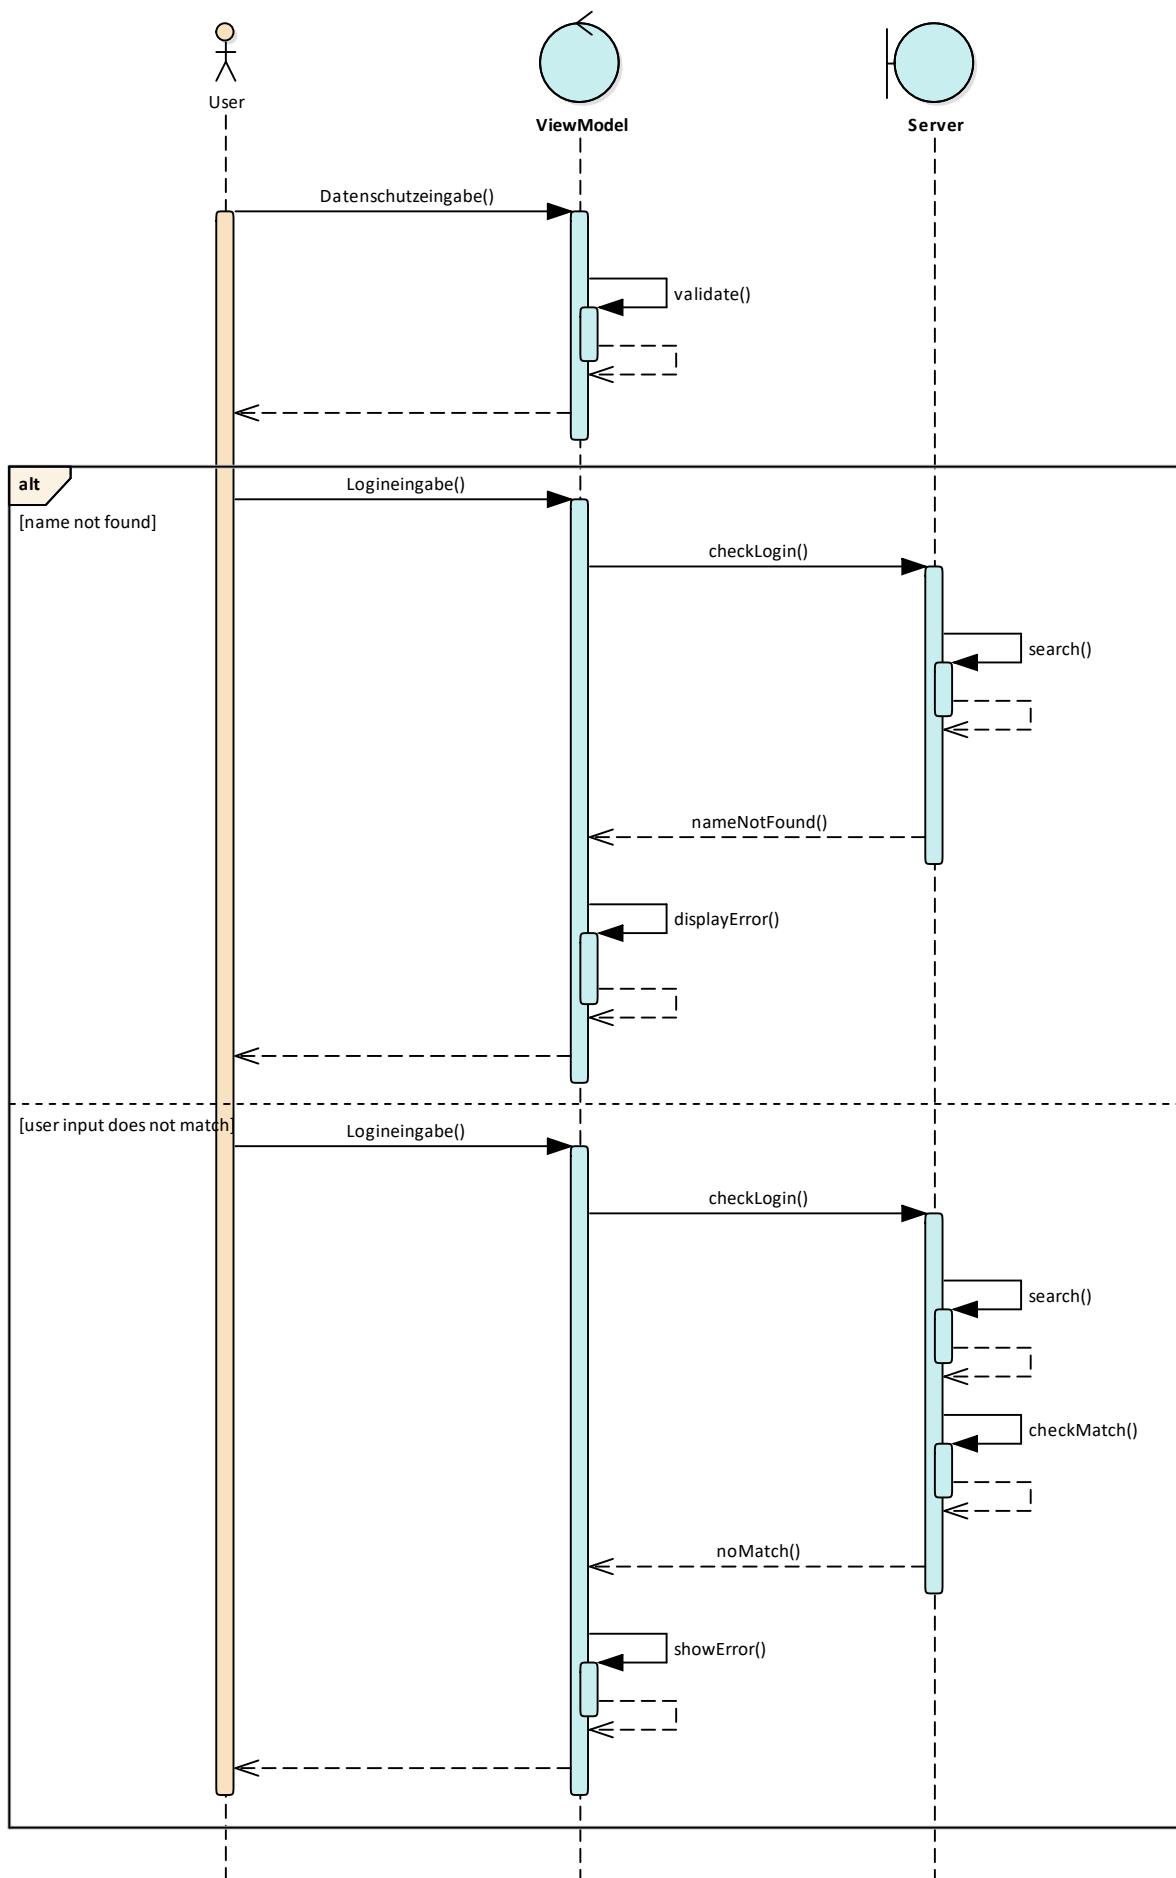 User
ViewModel
Server
Datenschutzeingabe()
validate()
alt
Logineingabe()
[name not found]
checkLogin()
search()
nameNotFound()
displayError()
[user input does not match]
Logineingabe()
checkLogin()
search()
checkMatch()
noMatch()
showError()